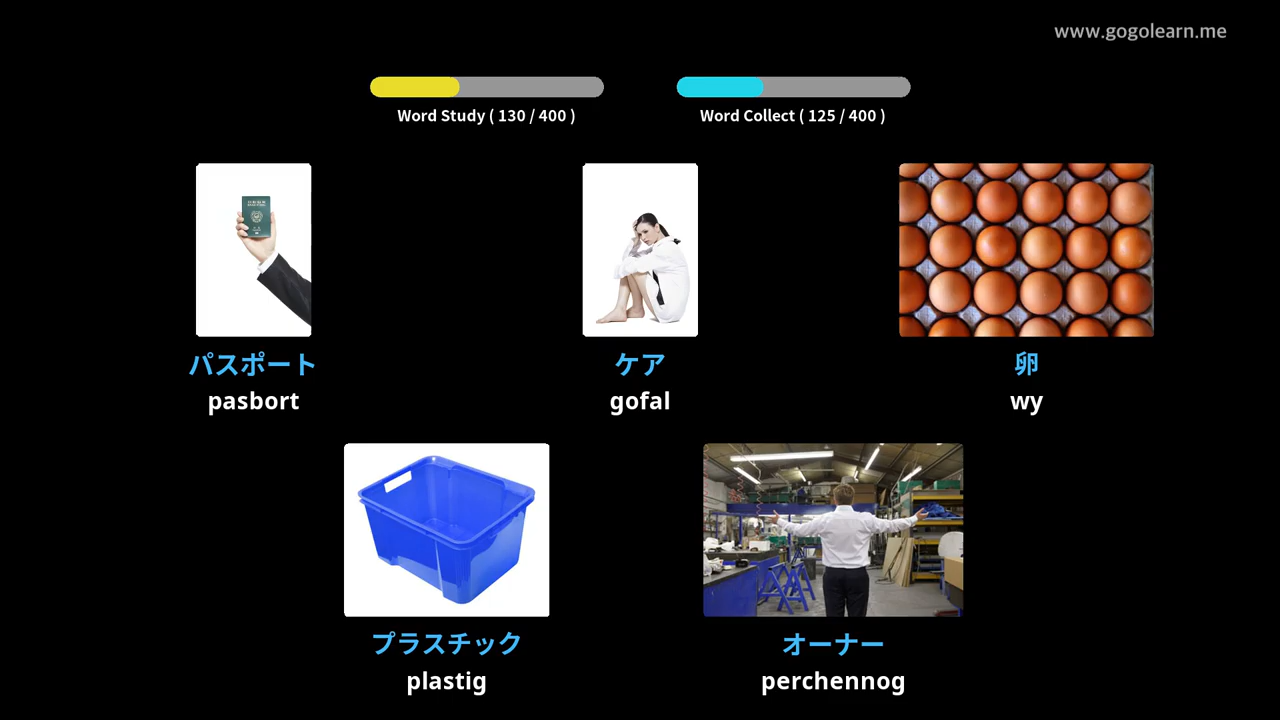 www.gogolearn.me
Word Study ( 130 / 400 )
Word Collect ( 125 / 400 )
パスポート
pasbort
ケア
gofal
卵
wy
プラスチック
plastig
オーナー
perchennog